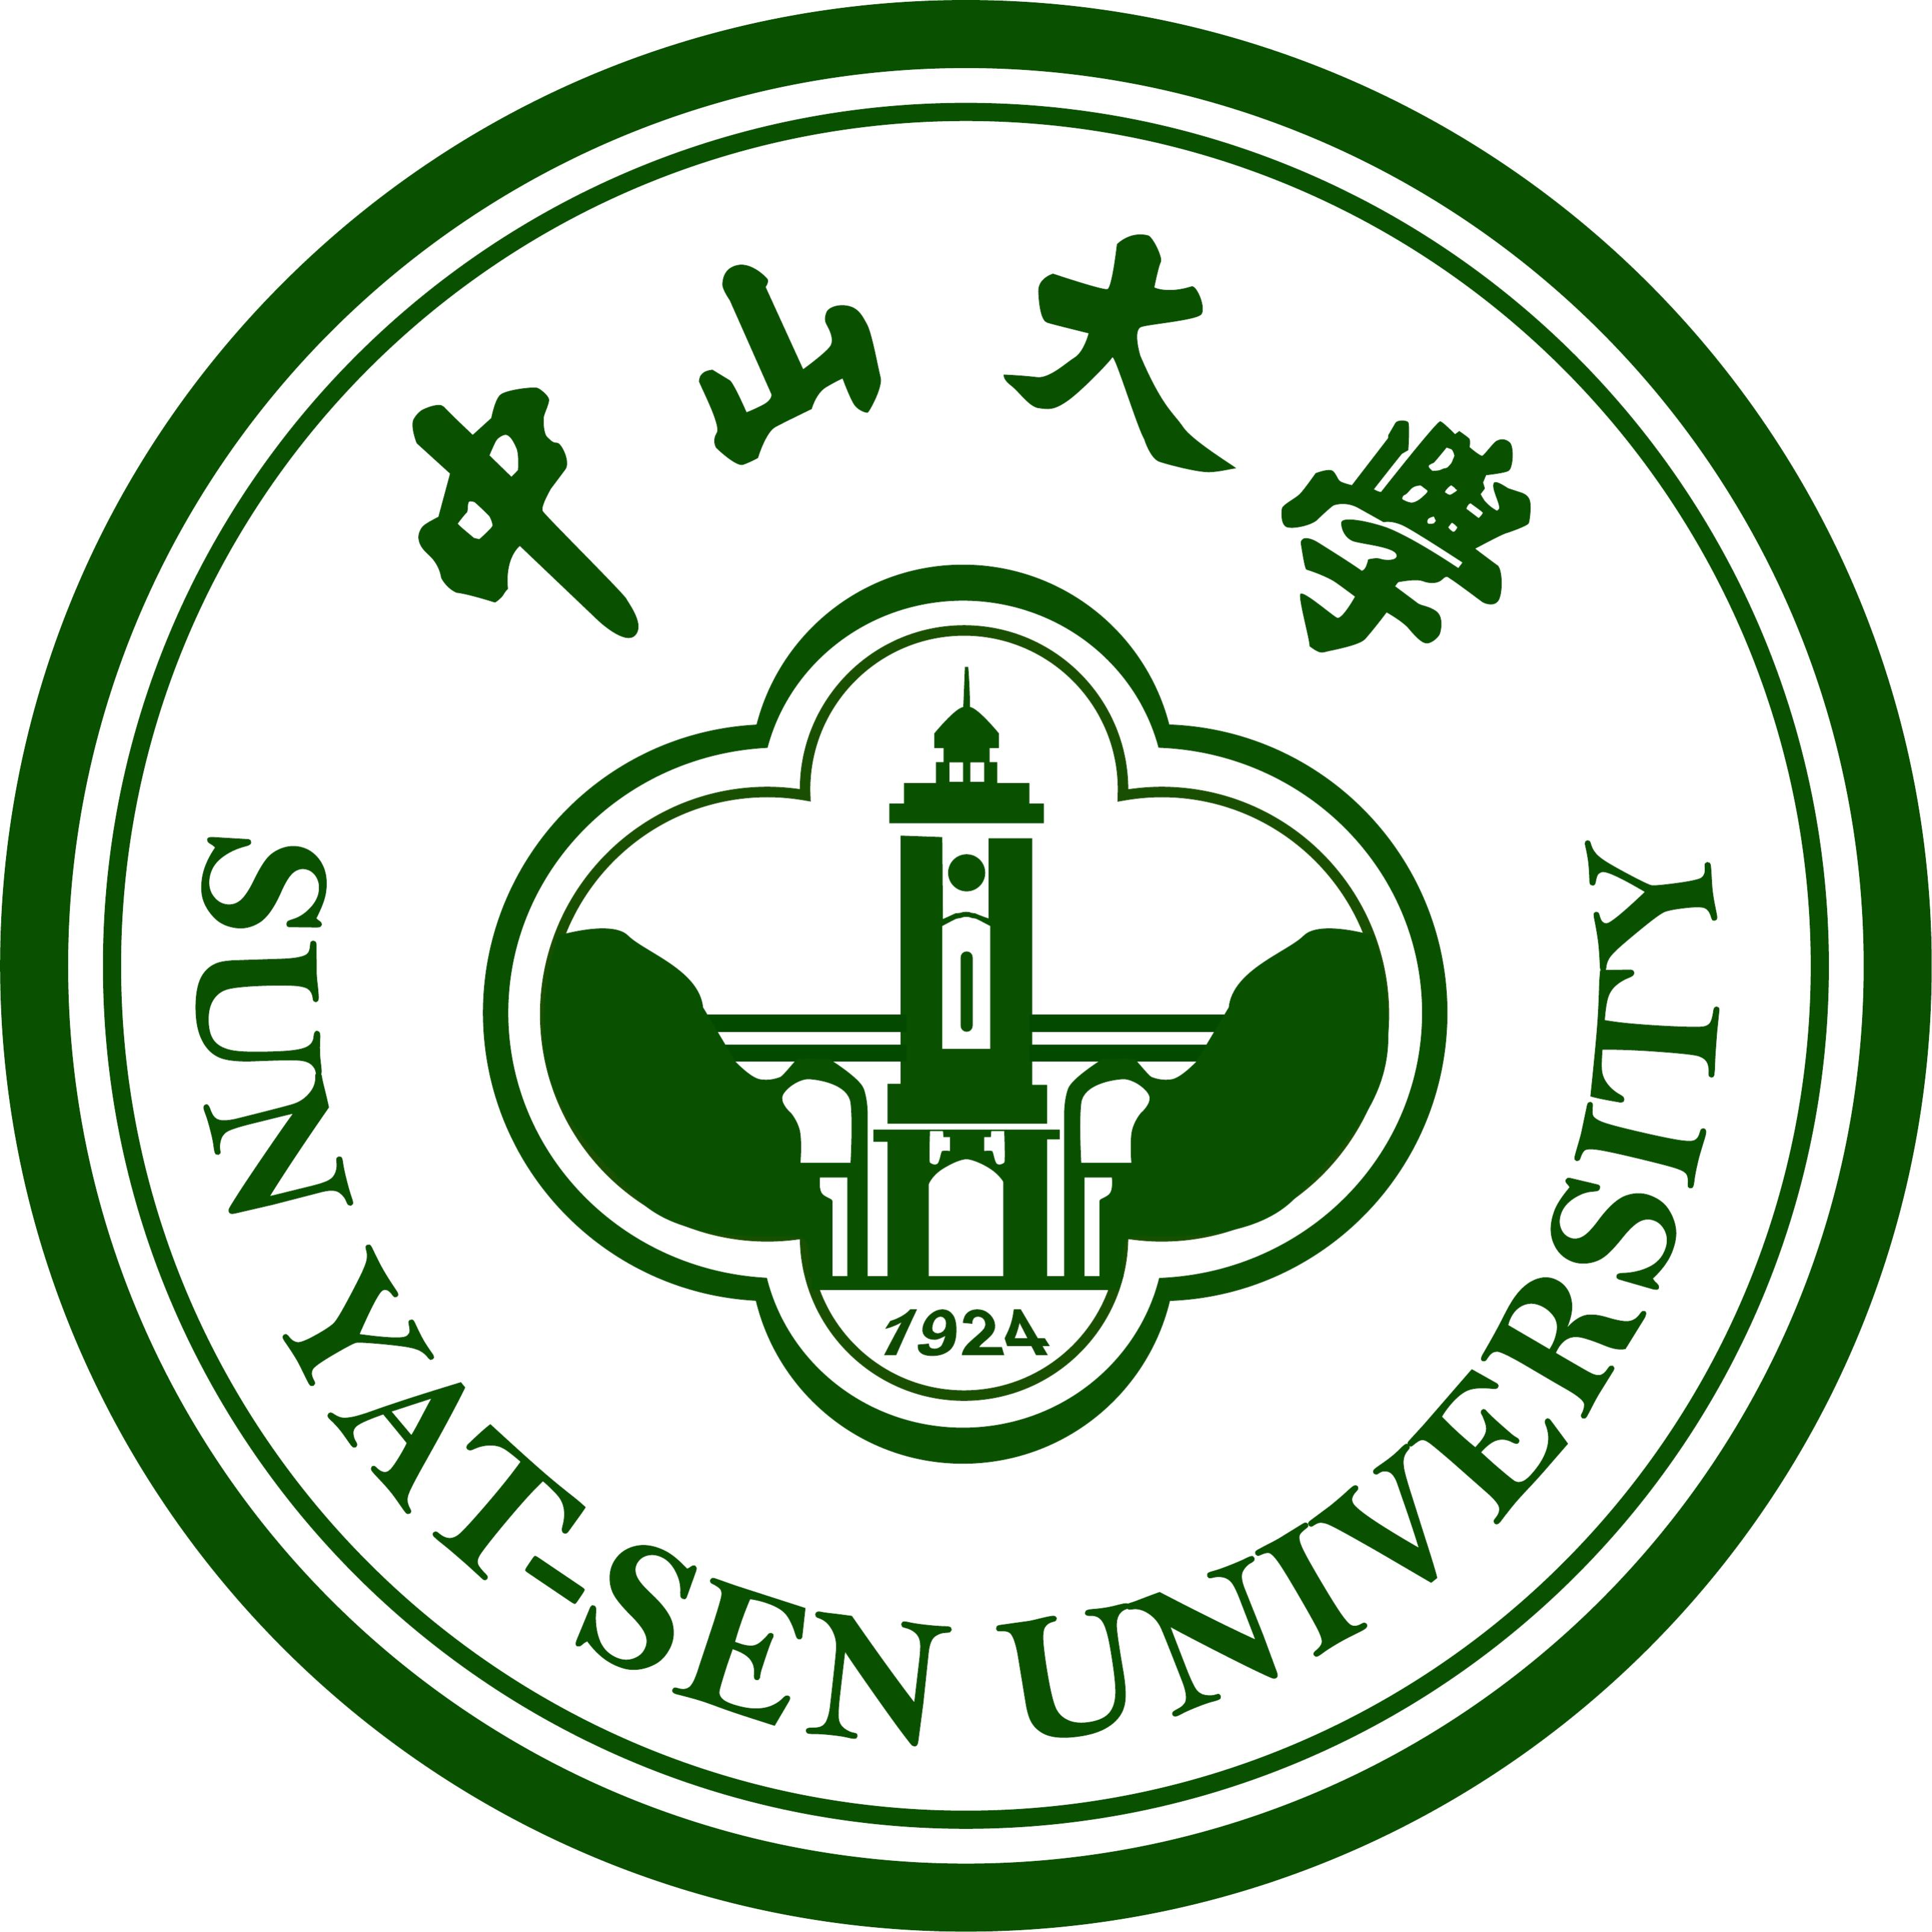 中山大學
SUN YAT-SEN UNIVERSITY
1924